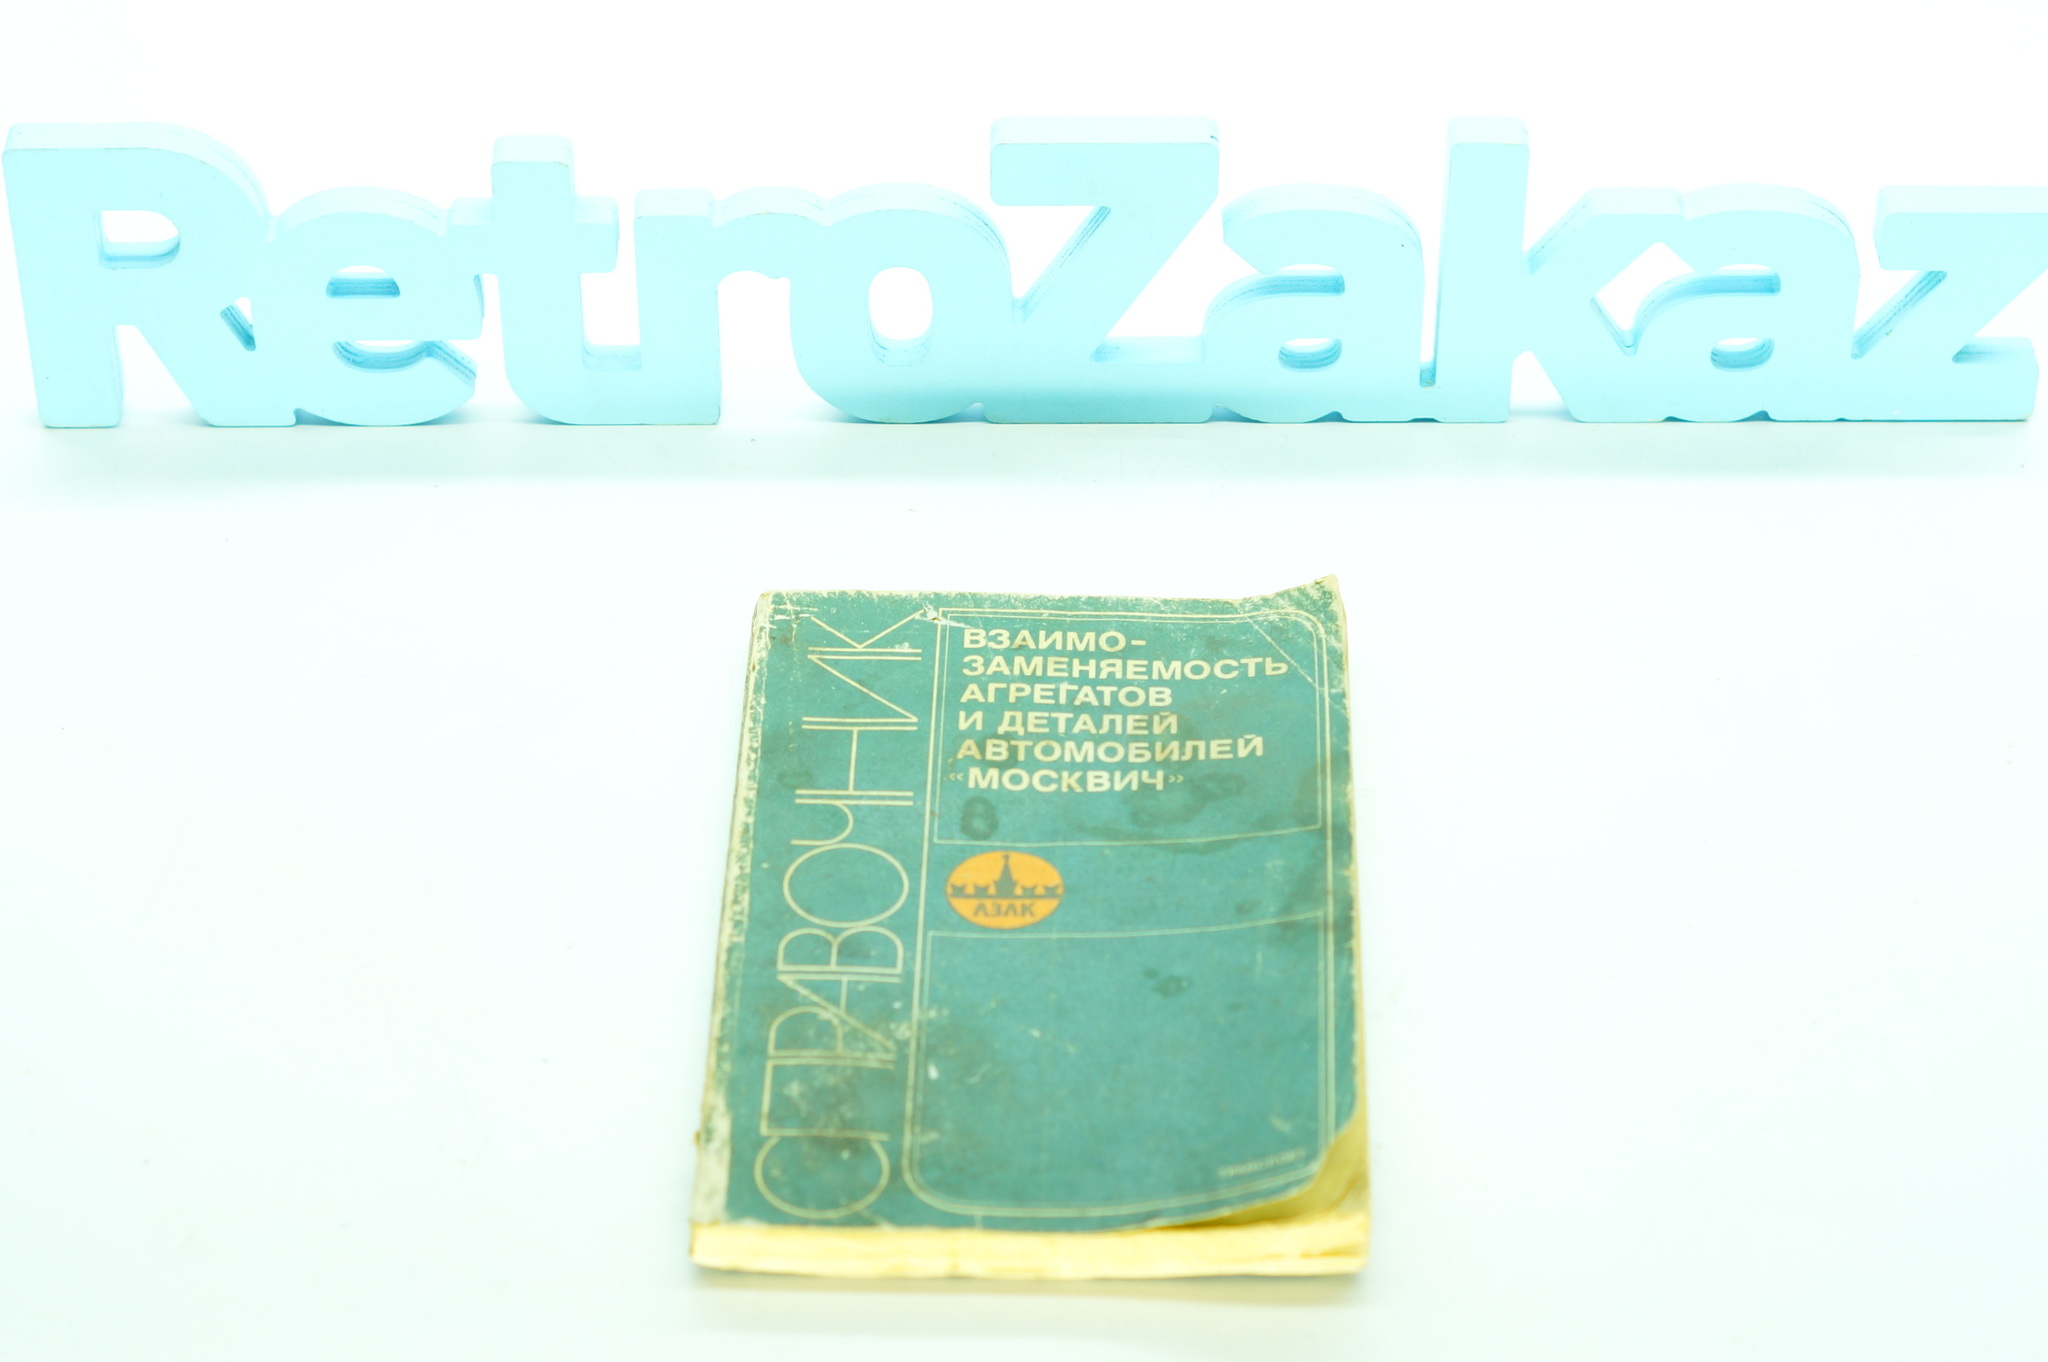 RetroZakaz
СПРАВОЧНИК
ВЗАИМО-
ЗАМЕНЯЕМОСТЬ
АГРЕГАТОВ
И ДЕТАЛЕЙ
АВТОМОБИЛЕЙ
«МОСКВИЧ»
АЗЛК